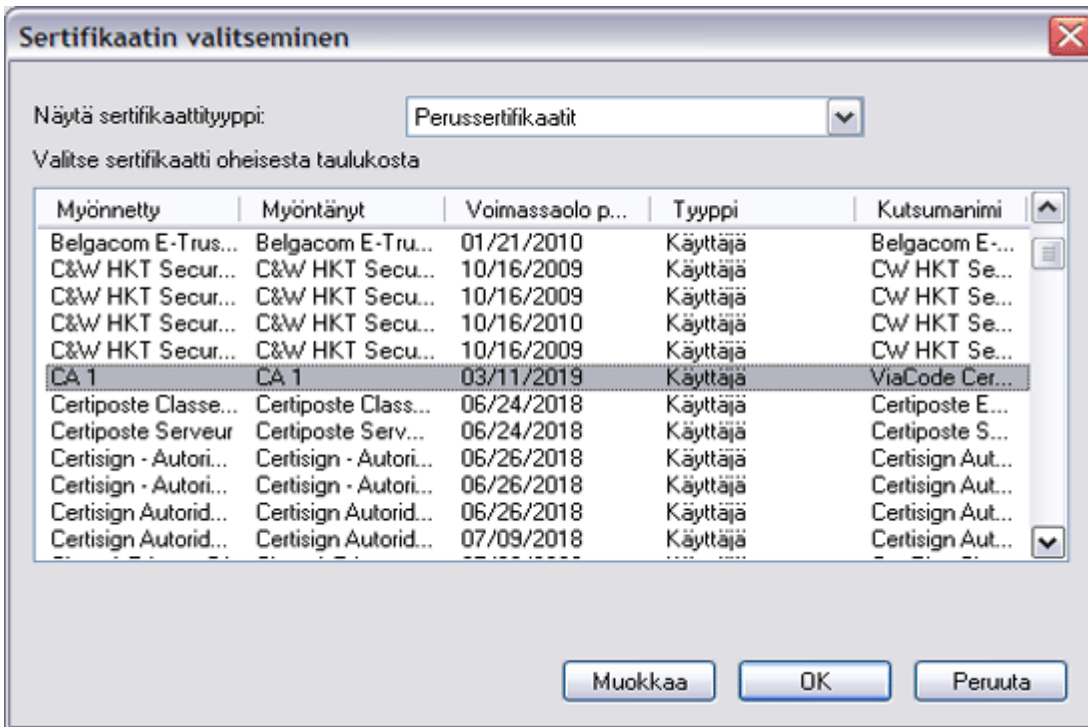 Sertifikaatin valitseminen
Näytä sertifikaattityyppi: Perussertifikaatit
Valitse sertifikaatti oheisesta taulukosta
Myönnetty Myöntänyt Voimassaolo p... Tyyppi Kutsumanimi
Belgacom E-Trus... Belgacom E-Tru... 01/21/2010 Käyttäjä Belgacom E-...
C&W HKT Secur... C&W HKT Secu... 10/16/2009 Käyttäjä CW HKT Se...
C&W HKT Secur... C&W HKT Secu... 10/16/2009 Käyttäjä CW HKT Se...
C&W HKT Secur... C&W HKT Secu... 10/16/2010 Käyttäjä CW HKT Se...
C&W HKT Secur... C&W HKT Secu... 10/16/2009 Käyttäjä CW HKT Se...
CA 1 CA 1 03/11/2019 Käyttäjä ViaCode Cer...
Certiposte Classe... Certiposte Class... 06/24/2018 Käyttäjä Certiposte E...
Certiposte Serveur Certiposte Serv... 06/24/2018 Käyttäjä Certiposte S...
Certisign - Autori... Certisign - Autori... 06/26/2018 Käyttäjä Certisign Aut...
Certisign - Autori... Certisign - Autori... 06/26/2018 Käyttäjä Certisign Aut...
Certisign Autorid... Certisign Autorid... 06/26/2018 Käyttäjä Certisign Aut...
Certisign Autorid... Certisign Autorid... 07/09/2018 Käyttäjä Certisign Aut...
Muokkaa OK Peruuta